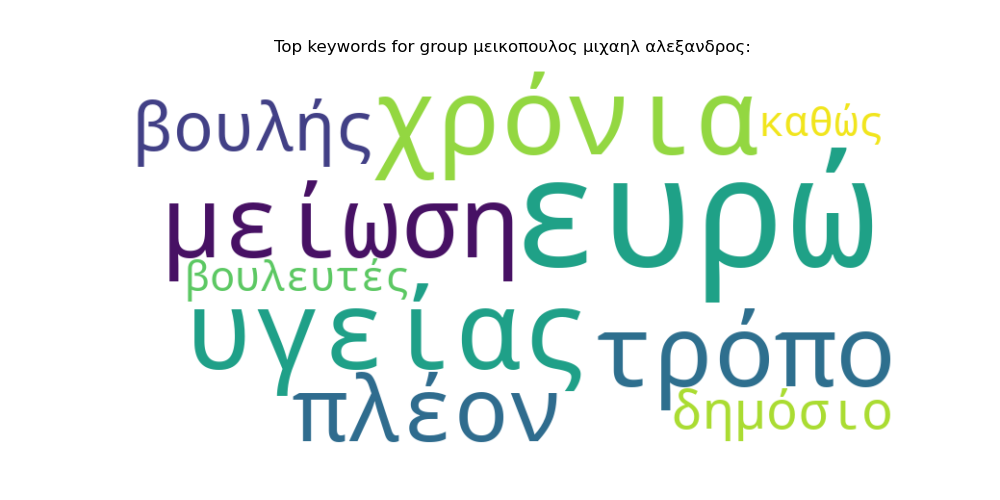 Top keywords for group μεικοπουλος μιχαηλ αλεξανδρος:
βουλής χρόνια καθώς
μείωση ευρώ
βουλευτές
υγείας τρόπο
πλέον δημόσιο